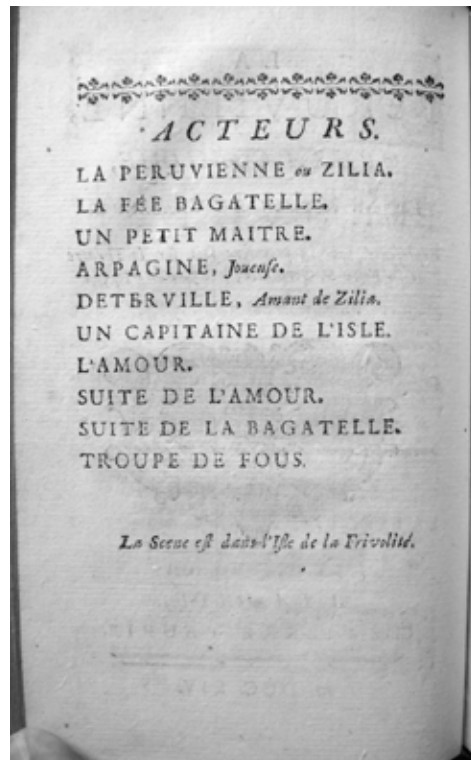 ACTEURS.
LA PERUVIENNE ou ZILIA.
LA FÉE BAGATELLE.
UN PETIT MAITRE.
ARPAGINE, Joueuse.
DETERVILLE, Amant de Zilia.
UN CAPITAINE DE L'ISLE.
L'AMOUR.
SUITE DE L'AMOUR.
SUITE DE LA BAGATELLE.
TROUPE DE FOUS.
La Scene est dans l'Isle de la Frivolité.